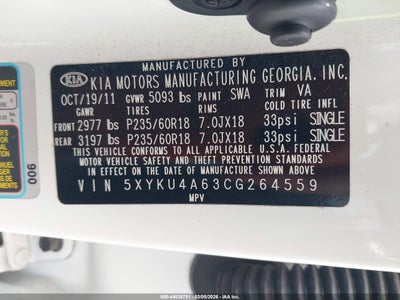 MANUFACTURED BY
KIA KIA MOTORS MANUFACTURING GEORGIA, INC.
OCT/19/11 GVWR 5093 lbs PAINT SWA TRIM VA
GAWR TIRES RIMS COLD TIRE INFL
FRONT 2977 lbs P235/60R18 7.0JX18 33psi SINGLE
REAR 3197 lbs P235/60R18 7.0JX18 33psi SINGLE
THIS VEHICLE CONFORMS TO ALL APPLICABLE U.S.A. FEDERAL
MOTOR VEHICLE SAFETY, BUMPER, AND THEFT PREVENTION STANDARDS
IN EFFECT ON THE DATE OF MANUFACTURE SHOWN ABOVE.
VIN 5XYKU4A63CG264559
MPV
900